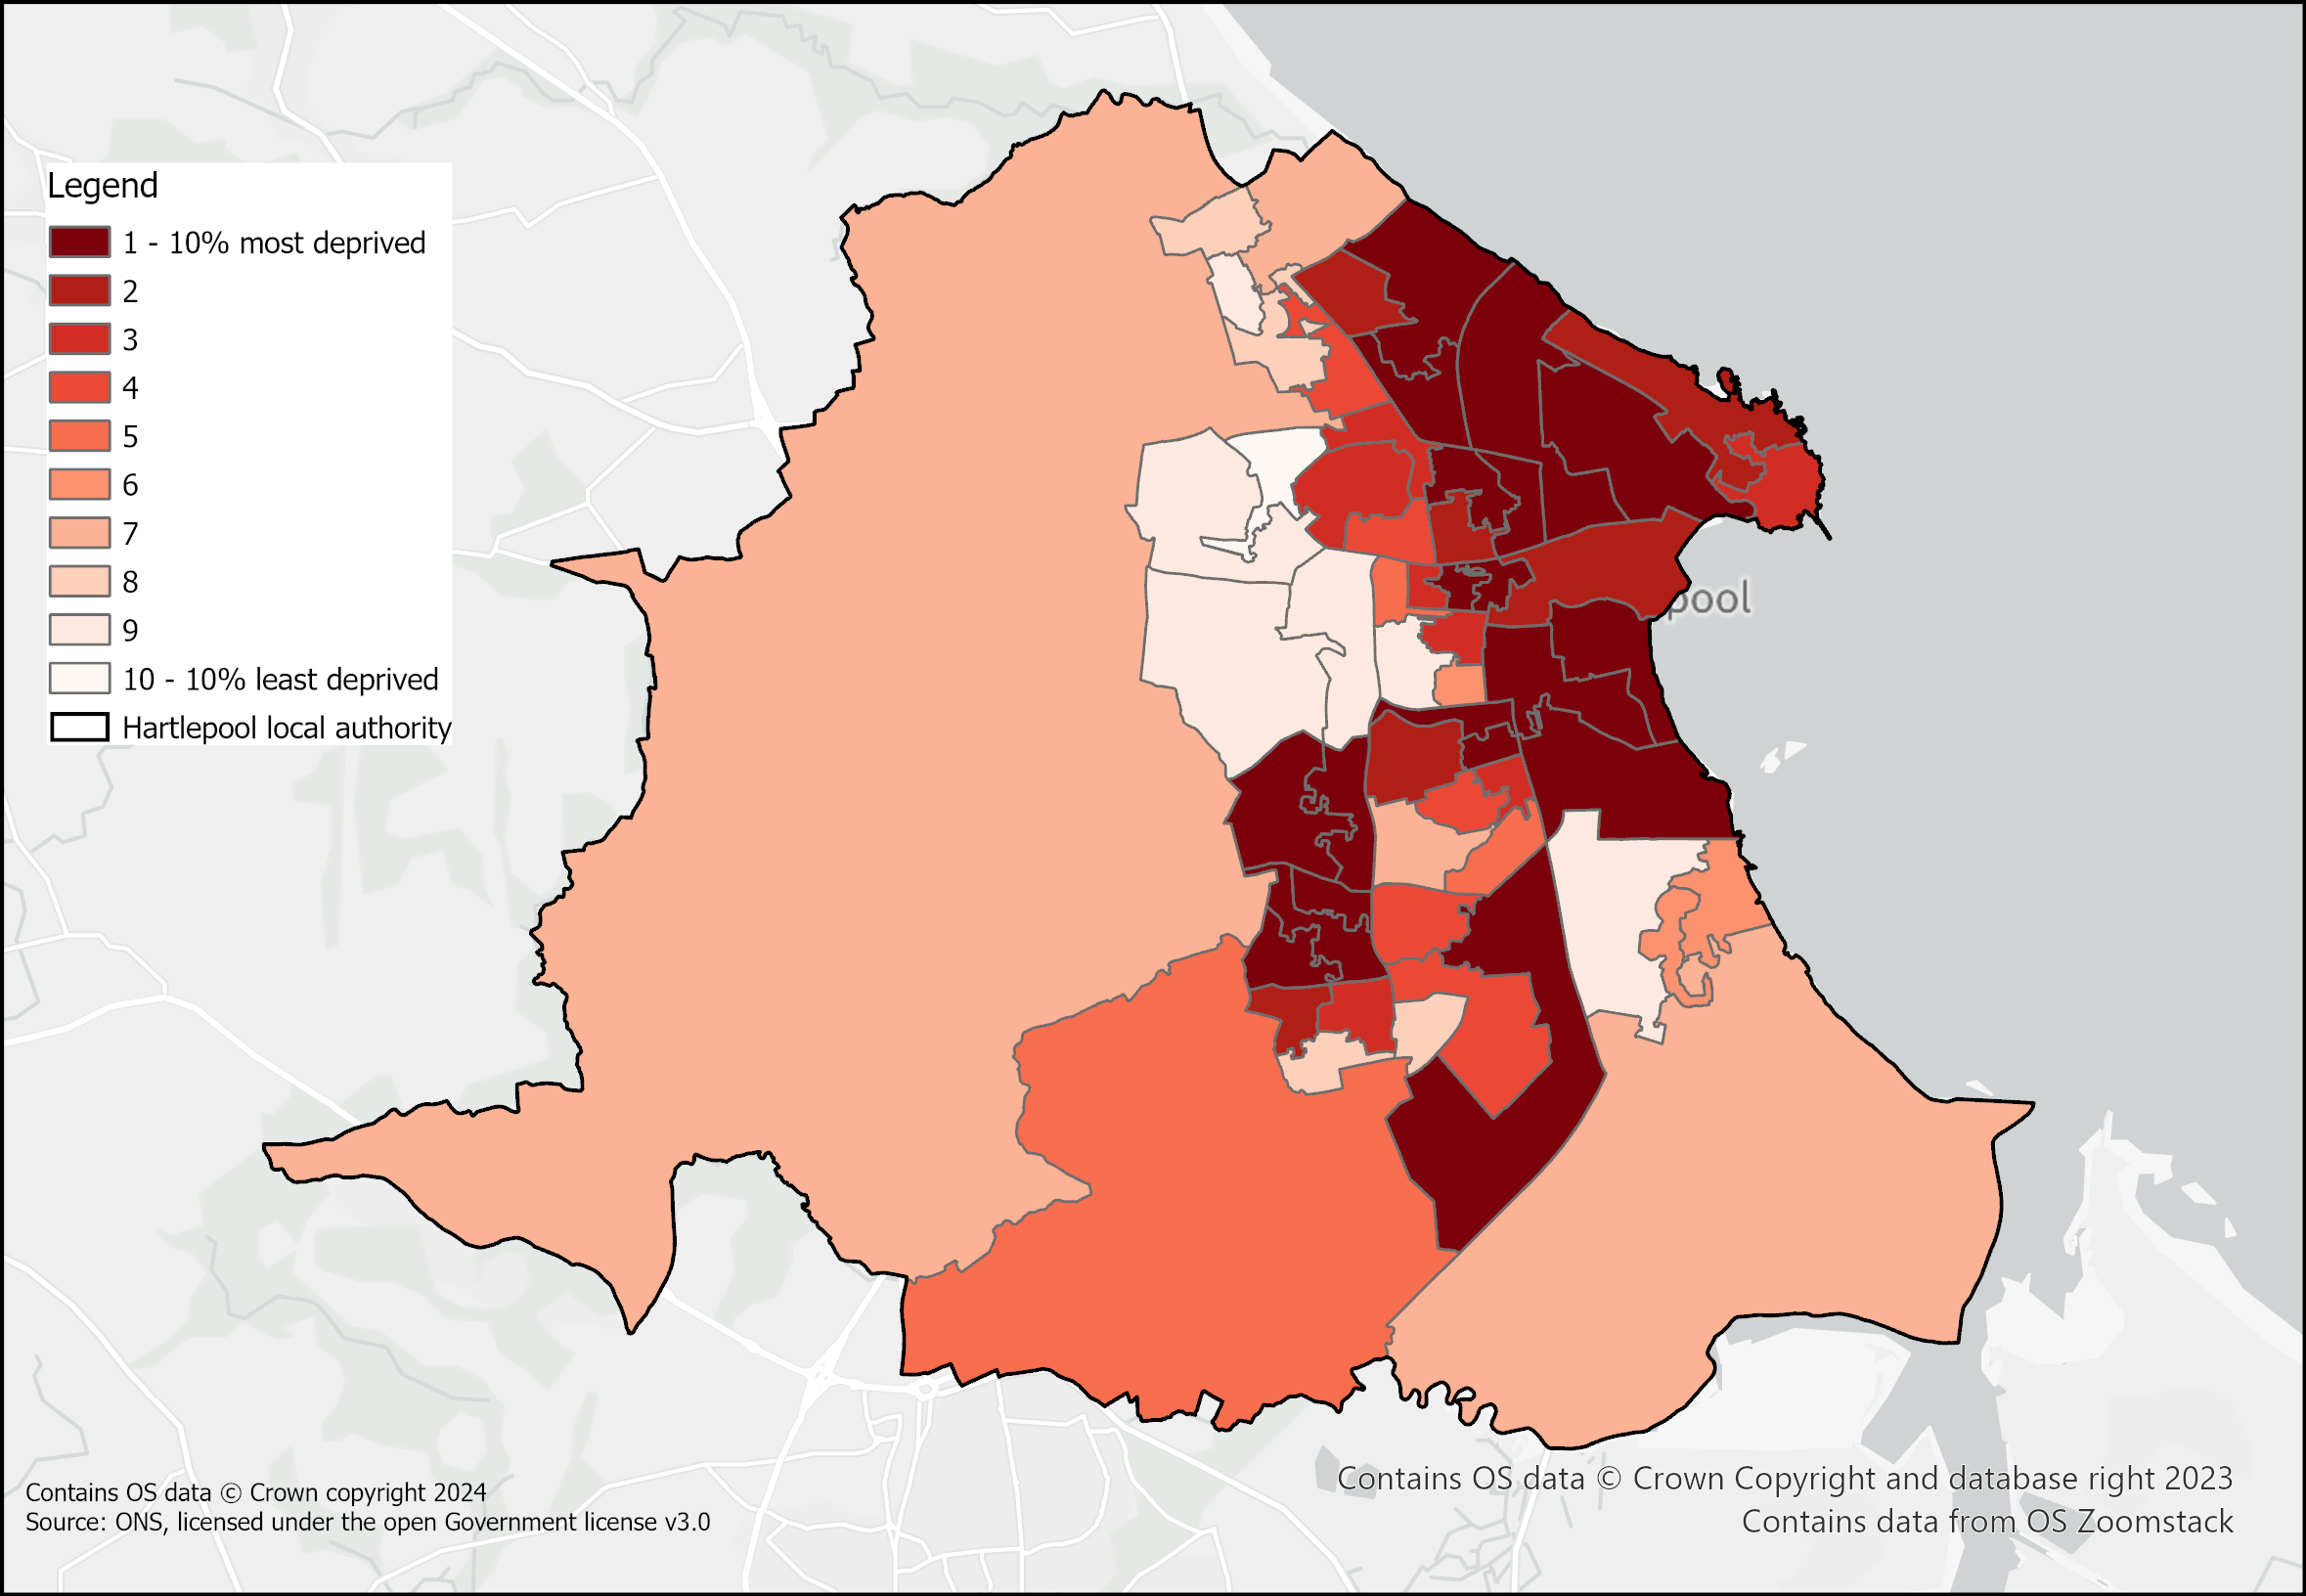 Legend
1 - 10% most deprived
2
3
4
5
6
7
8
9
10 - 10% least deprived
Hartlepool local authority
pool
Contains OS data © Crown copyright 2024
Source: ONS, licensed under the open Government license v3.0
Contains OS data © Crown Copyright and database right 2023
Contains data from OS Zoomstack